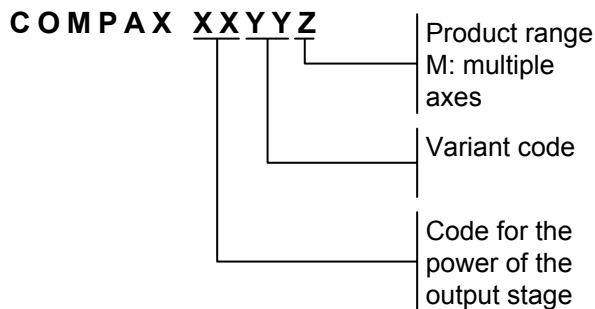 COMPAX XXYYZ
Product range
M: multiple
axes
Variant code
Code for the
power of the
output stage